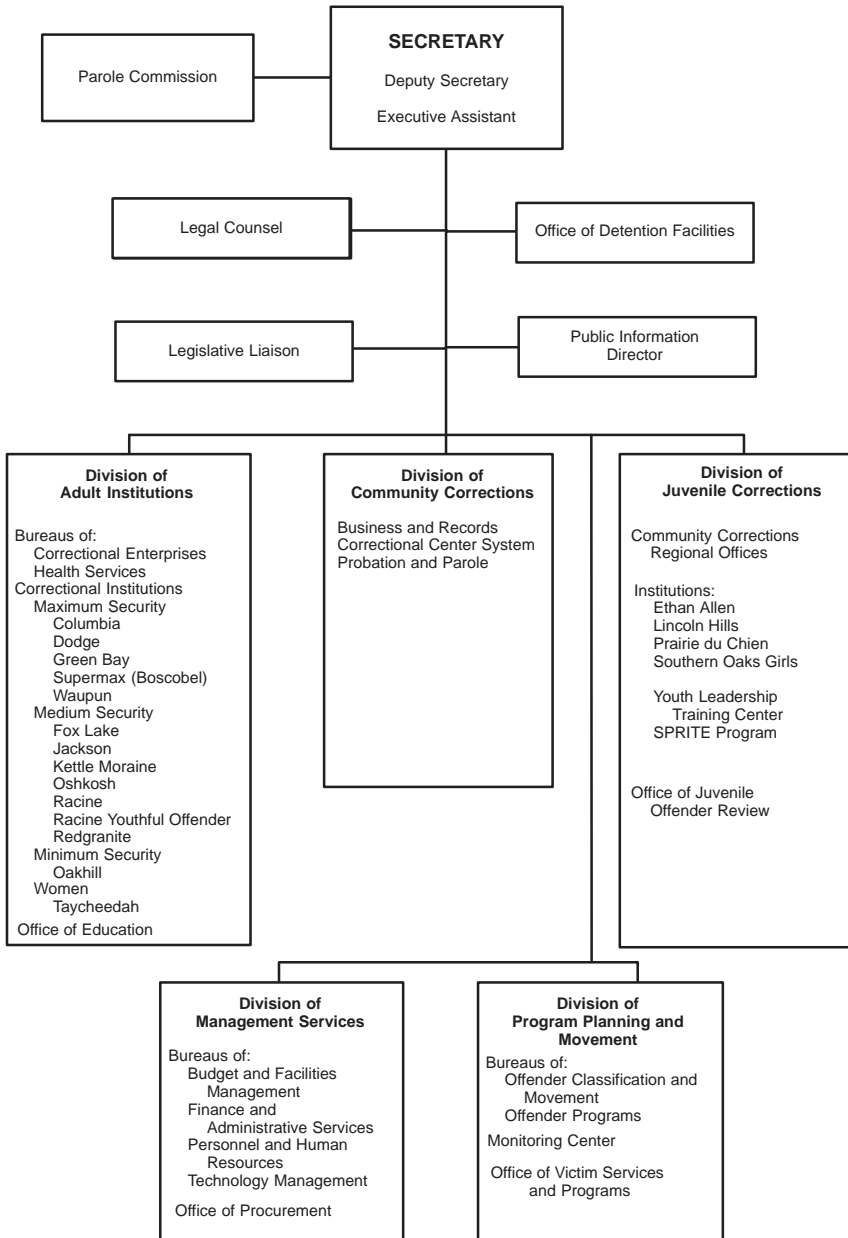 SECRETARY
Deputy Secretary
Executive Assistant
Parole Commission
Legal Counsel
Office of Detention Facilities
Legislative Liaison
Public Information
Director
Division of
Adult Institutions
Bureaus of:
Correctional Enterprises
Health Services
Correctional Institutions
Maximum Security
Columbia
Dodge
Green Bay
Supermax (Boscobel)
Waupun
Medium Security
Fox Lake
Jackson
Kettle Moraine
Oshkosh
Racine
Racine Youthful Offender
Redgranite
Minimum Security
Oakhill
Women
Taycheedah
Office of Education
Division of
Community Corrections
Business and Records
Correctional Center System
Probation and Parole
Division of
Juvenile Corrections
Community Corrections
Regional Offices
Institutions:
Ethan Allen
Lincoln Hills
Prairie du Chien
Southern Oaks Girls
Youth Leadership
Training Center
SPRITE Program
Office of Juvenile
Offender Review
Division of
Management Services
Bureaus of:
Budget and Facilities
Management
Finance and
Administrative Services
Personnel and Human
Resources
Technology Management
Office of Procurement
Division of
Program Planning and
Movement
Bureaus of:
Offender Classification and
Movement
Offender Programs
Monitoring Center
Office of Victim Services
and Programs